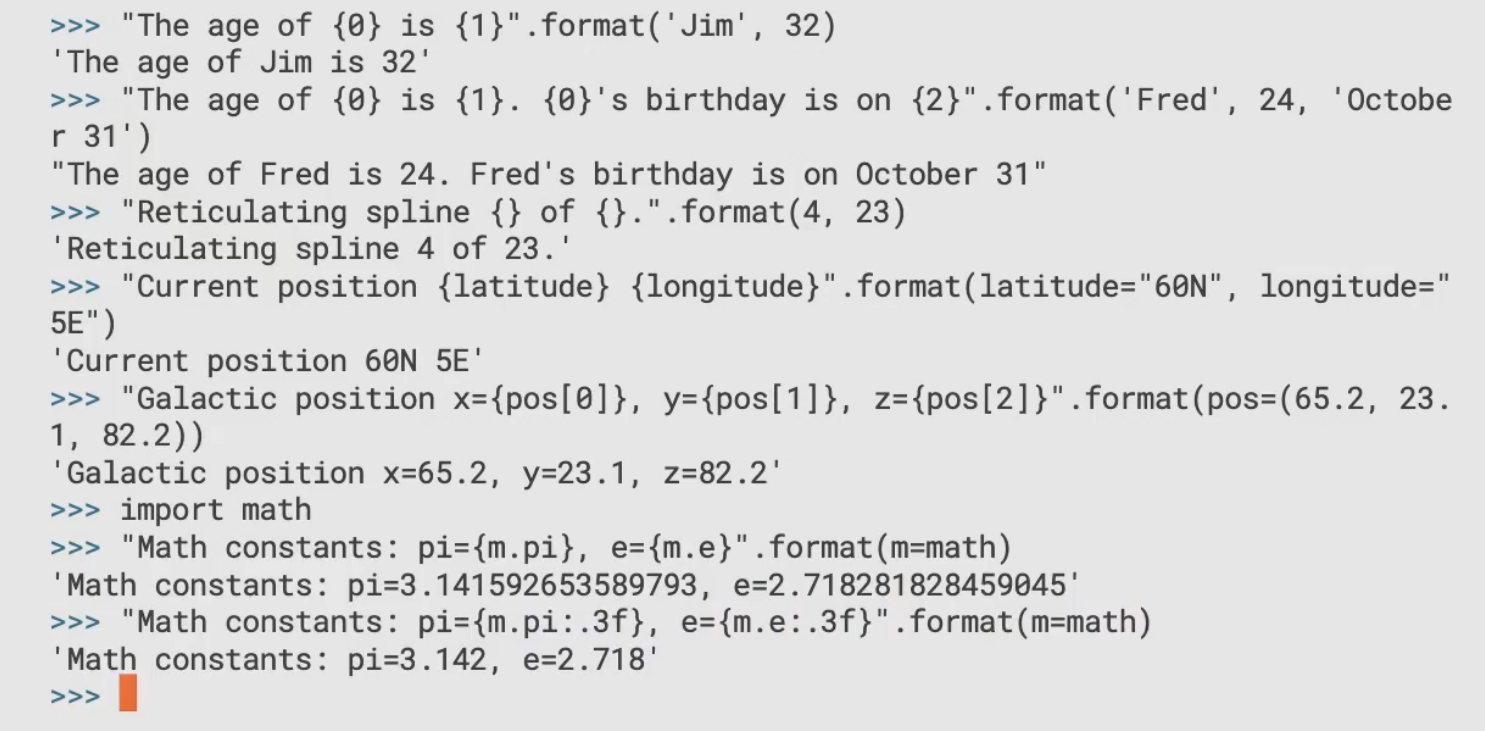 >>> "The age of {0} is {1}".format('Jim', 32)
'The age of Jim is 32'
>>> "The age of {0} is {1}. {0}'s birthday is on {2}".format('Fred', 24, 'Octobe
r 31')
"The age of Fred is 24. Fred's birthday is on October 31"
>>> "Reticulating spline {} of {}.".format(4, 23)
'Reticulating spline 4 of 23.'
>>> "Current position {latitude} {longitude}".format(latitude="60N", longitude="
5E")
'Current position 60N 5E'
>>> "Galactic position x={pos[0]}, y={pos[1]}, z={pos[2]}".format(pos=(65.2, 23.
1, 82.2))
'Galactic position x=65.2, y=23.1, z=82.2'
>>> import math
>>> "Math constants: pi={m.pi}, e={m.e}".format(m=math)
'Math constants: pi=3.141592653589793, e=2.718281828459045'
>>> "Math constants: pi={m.pi:.3f}, e={m.e:.3f}".format(m=math)
'Math constants: pi=3.142, e=2.718'
>>>